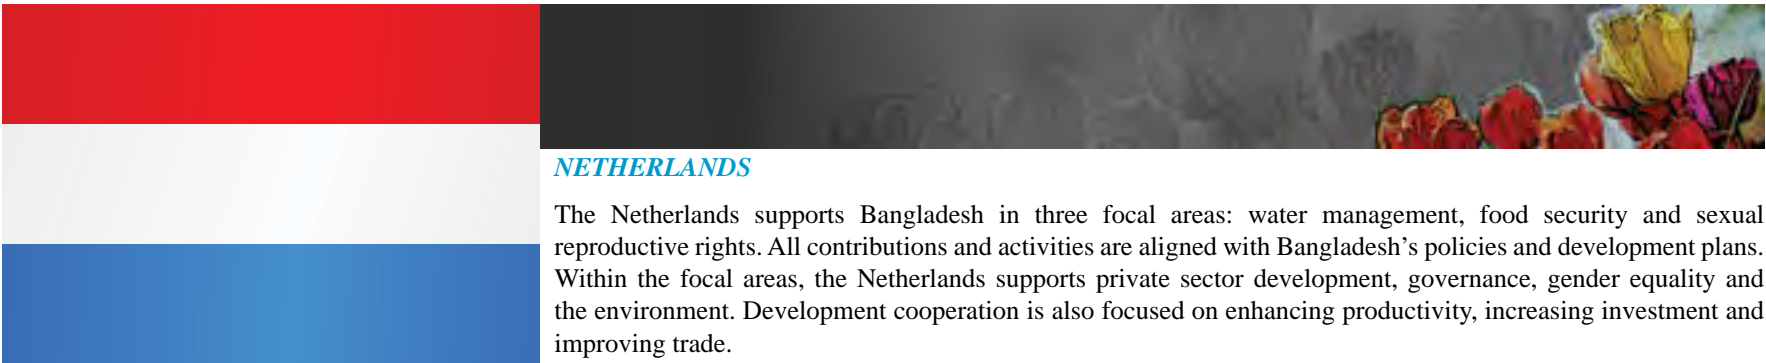 NETHERLANDS
The Netherlands supports Bangladesh in three focal areas: water management, food security and sexual
reproductive rights. All contributions and activities are aligned with Bangladesh’s policies and development plans.
Within the focal areas, the Netherlands supports private sector development, governance, gender equality and
the environment. Development cooperation is also focused on enhancing productivity, increasing investment and
improving trade.